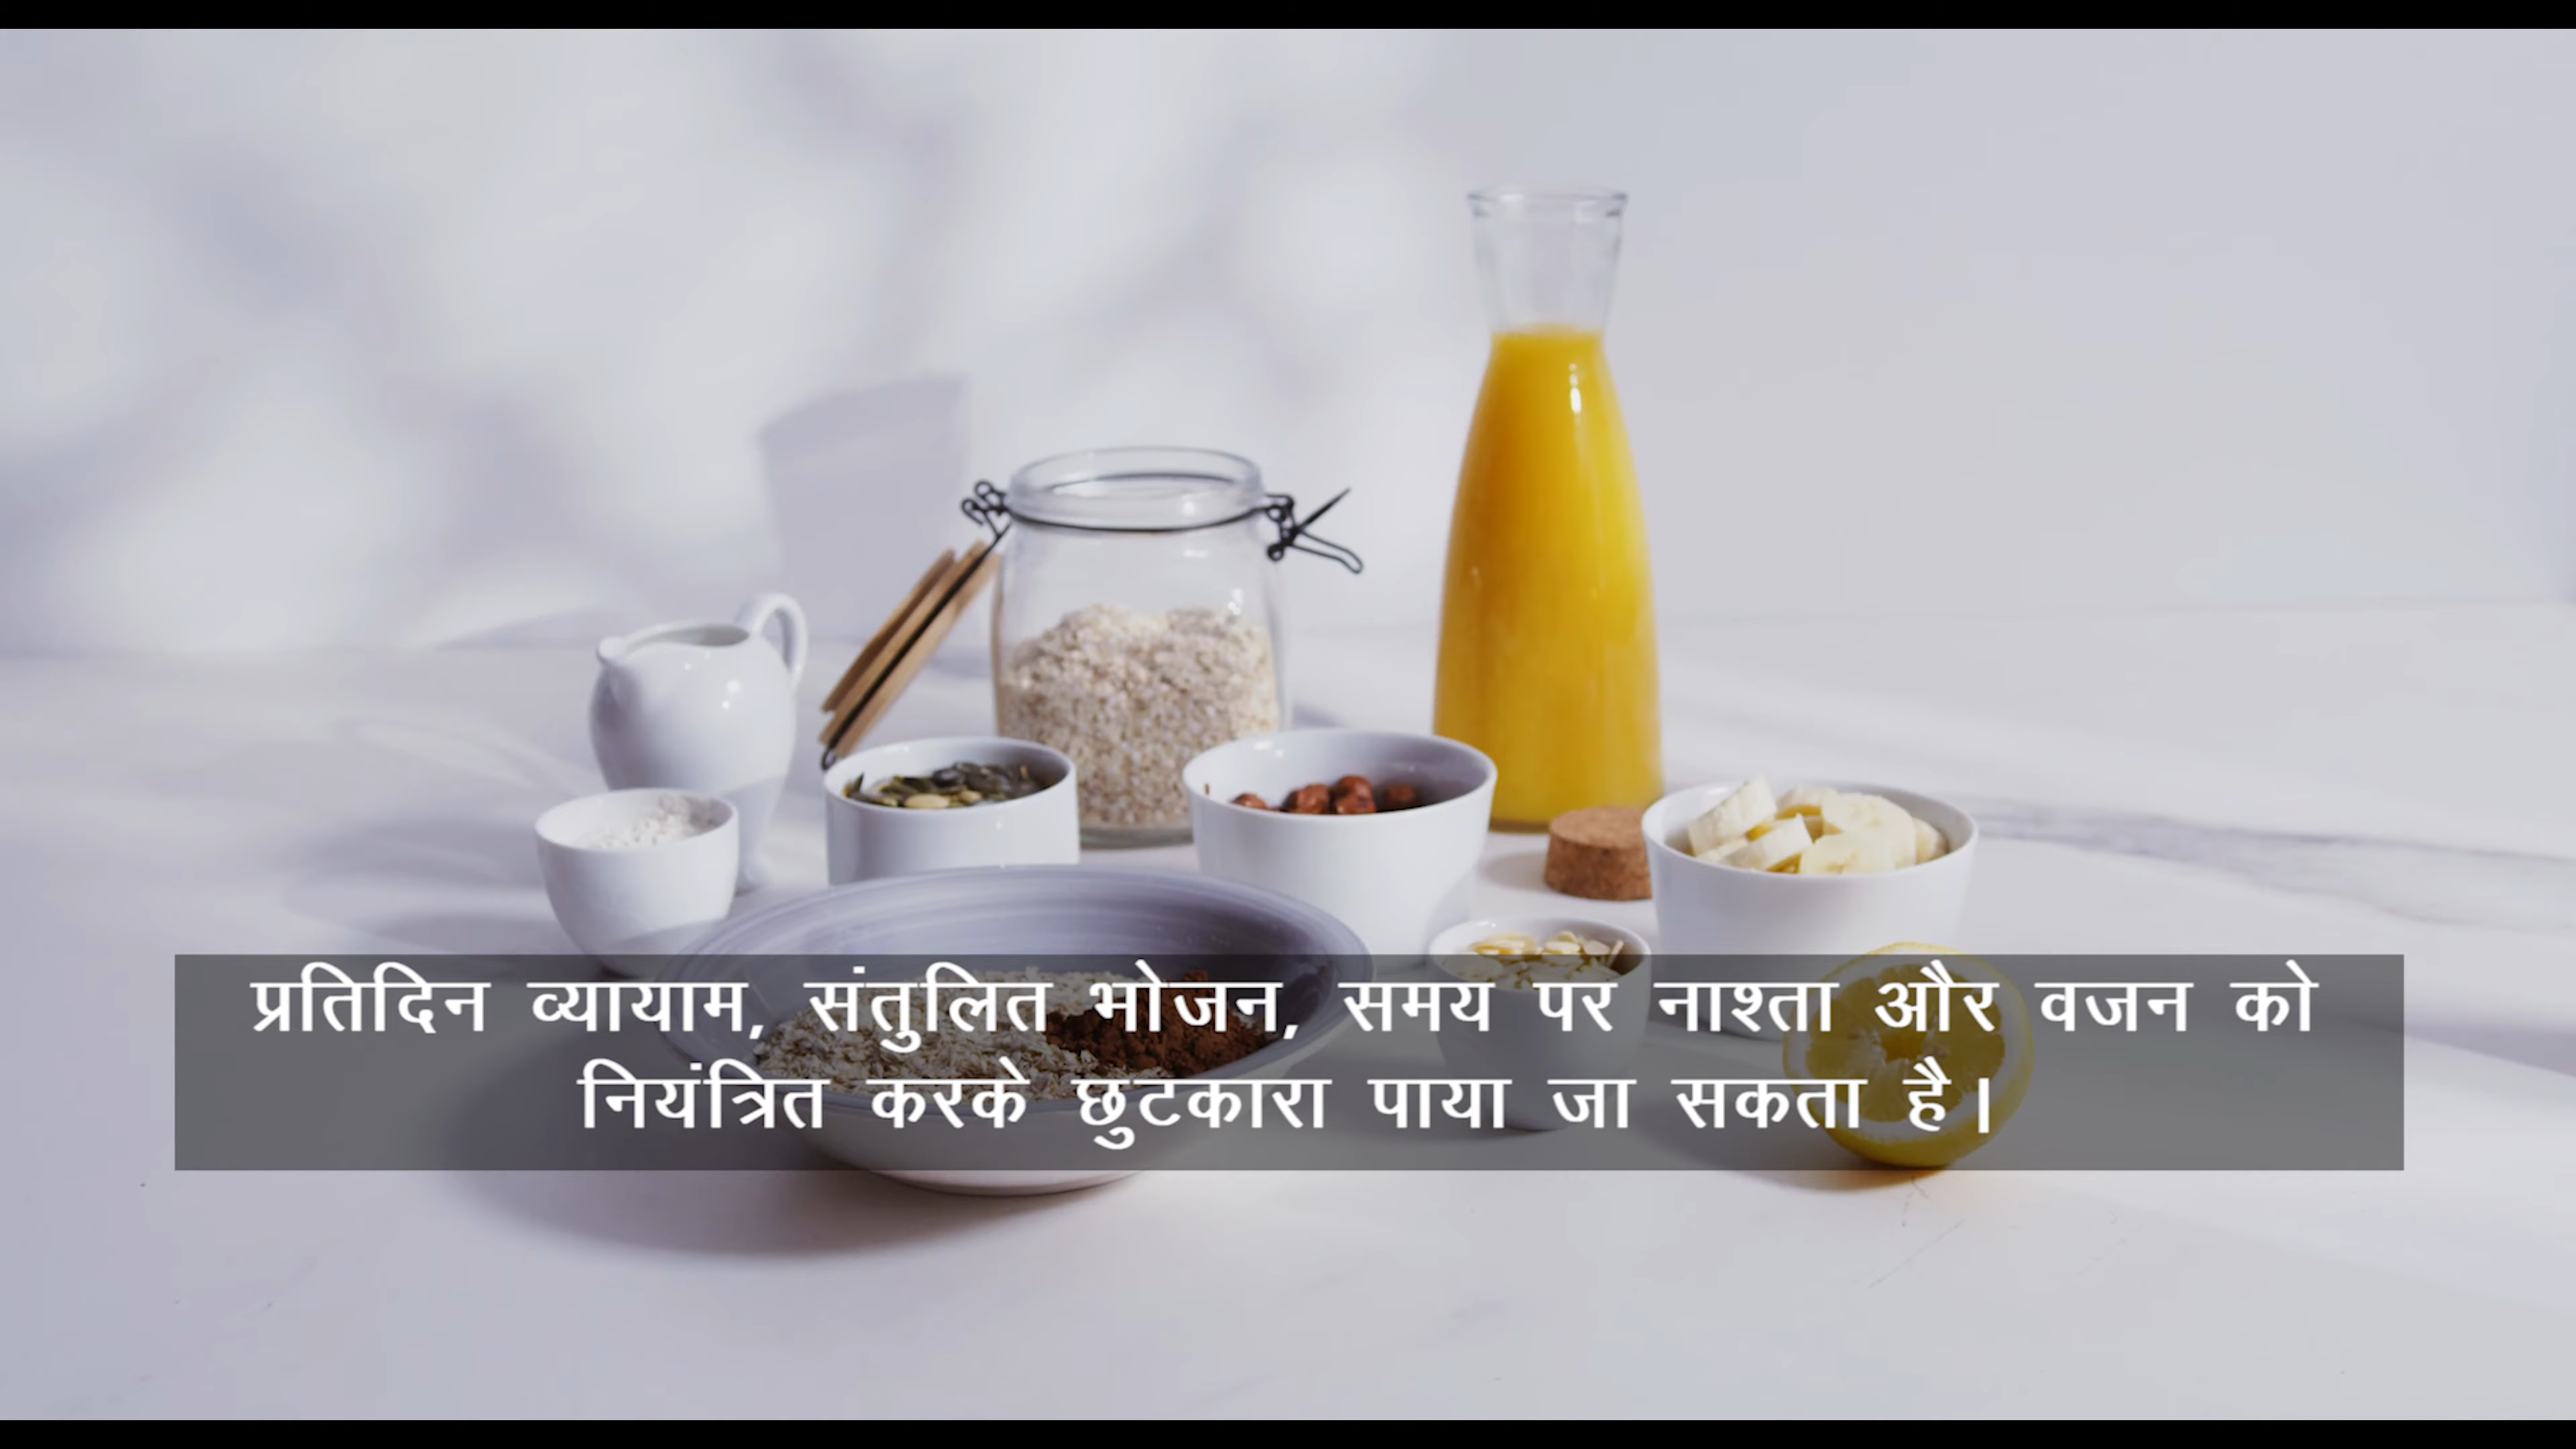 प्रतिदिन व्यायाम, संतुलित भोजन, समय पर नाश्ता और वजन को
नियंत्रित करके छुटकारा पाया जा सकता है।